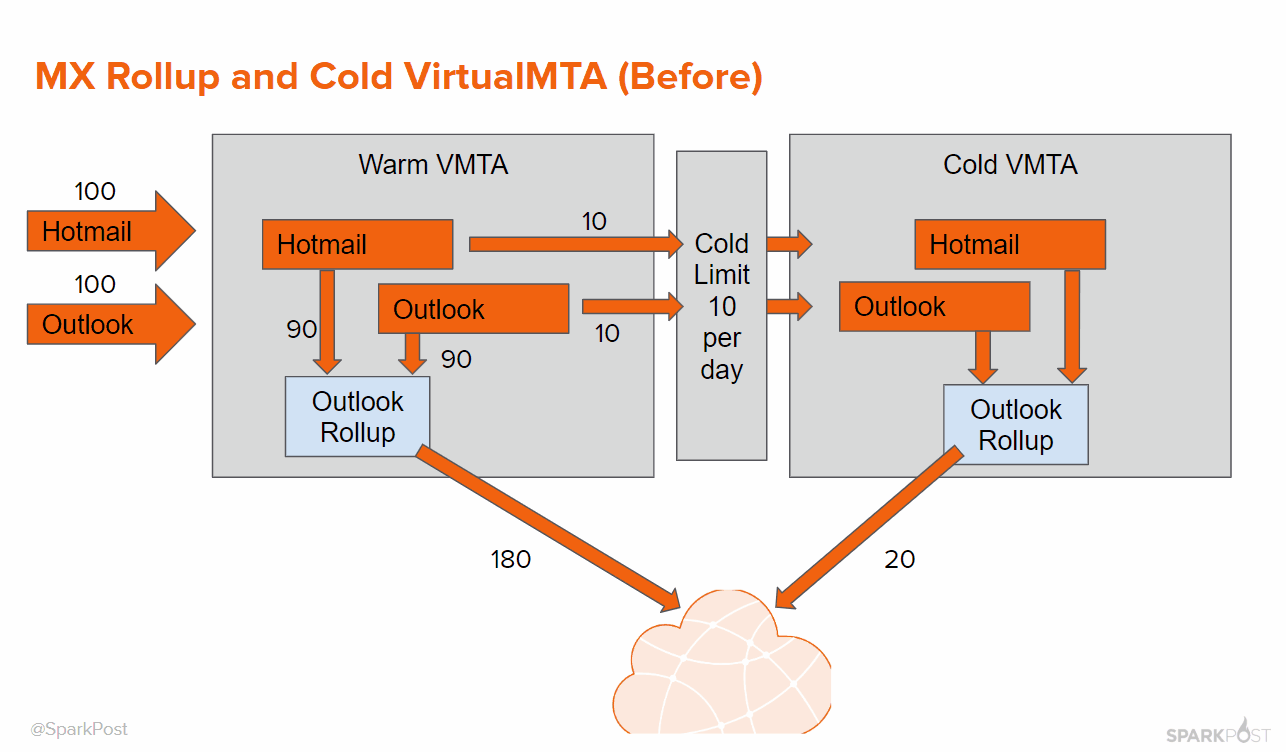 MX Rollup and Cold VirtualMTA (Before)
Warm VMTA
Cold VMTA
100
Hotmail
100
Outlook
Hotmail
10
Outlook
10
90
90
Outlook
Rollup
Cold
Limit
10
per
day
Hotmail
Outlook
Outlook
Rollup
180
20
@SparkPost
SPARKPOST